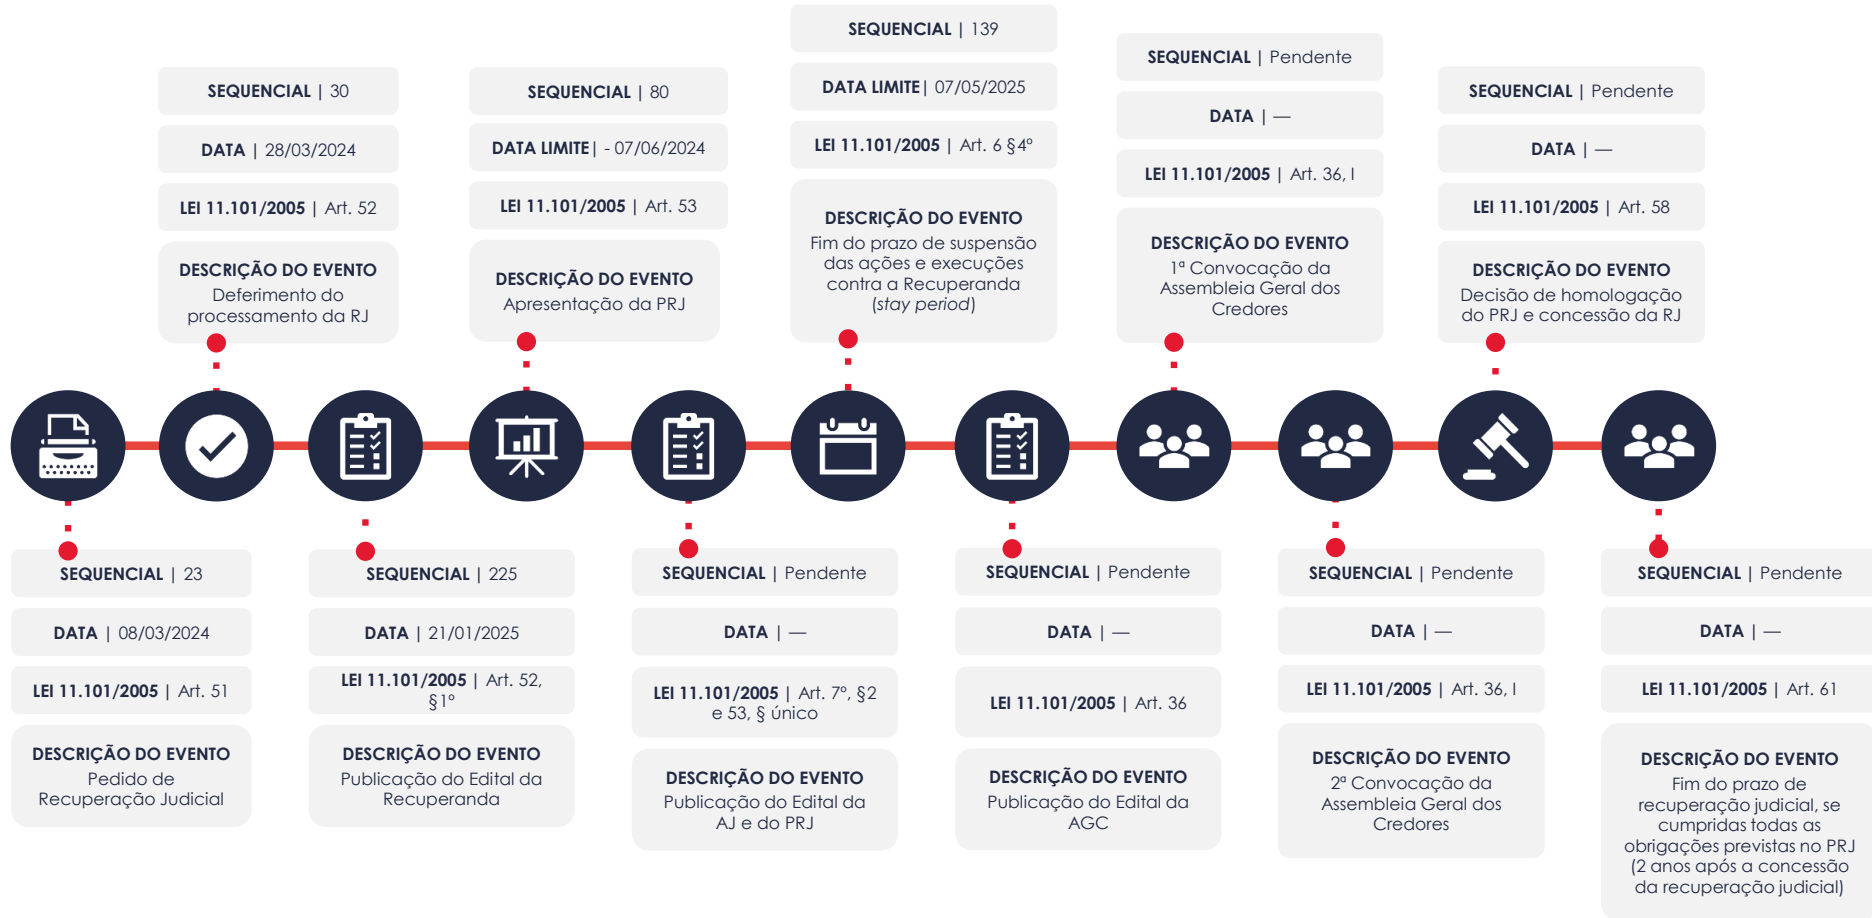 SEQUENCIAL | 30
DATA | 28/03/2024
LEI 11.101/2005 | Art. 52
DESCRIÇÃO DO EVENTO
Deferimento do
processamento da RJ
SEQUENCIAL | 80
DATA LIMITE| - 07/06/2024
LEI 11.101/2005 | Art. 53
DESCRIÇÃO DO EVENTO
Apresentação da PRJ
SEQUENCIAL | 139
DATA LIMITE| 07/05/2025
LEI 11.101/2005 | Art. 6 §4º
DESCRIÇÃO DO EVENTO
Fim do prazo de suspensão
das ações e execuções
contra a Recuperanda
(stay period)
SEQUENCIAL | Pendente
DATA | —
LEI 11.101/2005 | Art. 36, I
DESCRIÇÃO DO EVENTO
1ª Convocação da
Assembleia Geral dos
Credores
SEQUENCIAL | Pendente
DATA | —
LEI 11.101/2005 | Art. 58
DESCRIÇÃO DO EVENTO
Decisão de homologação
do PRJ e concessão da RJ
SEQUENCIAL | 23
DATA | 08/03/2024
LEI 11.101/2005 | Art. 51
DESCRIÇÃO DO EVENTO
Pedido de
Recuperação Judicial
SEQUENCIAL | 225
DATA | 21/01/2025
LEI 11.101/2005 | Art. 52,
§1º
DESCRIÇÃO DO EVENTO
Publicação do Edital da
Recuperanda
SEQUENCIAL | Pendente
DATA | —
LEI 11.101/2005 | Art. 7º, §2
e 53, § único
DESCRIÇÃO DO EVENTO
Publicação do Edital da
AJ e do PRJ
SEQUENCIAL | Pendente
DATA | —
LEI 11.101/2005 | Art. 36
DESCRIÇÃO DO EVENTO
Publicação do Edital da
AGC
SEQUENCIAL | Pendente
DATA | —
LEI 11.101/2005 | Art. 36, I
DESCRIÇÃO DO EVENTO
2ª Convocação da
Assembleia Geral dos
Credores
SEQUENCIAL | Pendente
DATA | —
LEI 11.101/2005 | Art. 61
DESCRIÇÃO DO EVENTO
Fim do prazo de
recuperação judicial, se
cumpridas todas as
obrigações previstas no PRJ
(2 anos após a concessão
da recuperação judicial)